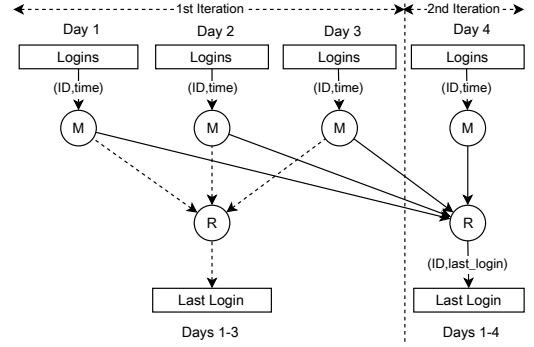 1st Iteration 2nd Iteration
Day 1 Day 2 Day 3 Day 4
Logins Logins Logins Logins
(ID,time) (ID,time) (ID,time) (ID,time)
M M M M
R R
(ID,last_login)
Last Login Last Login
Days 1-3 Days 1-4